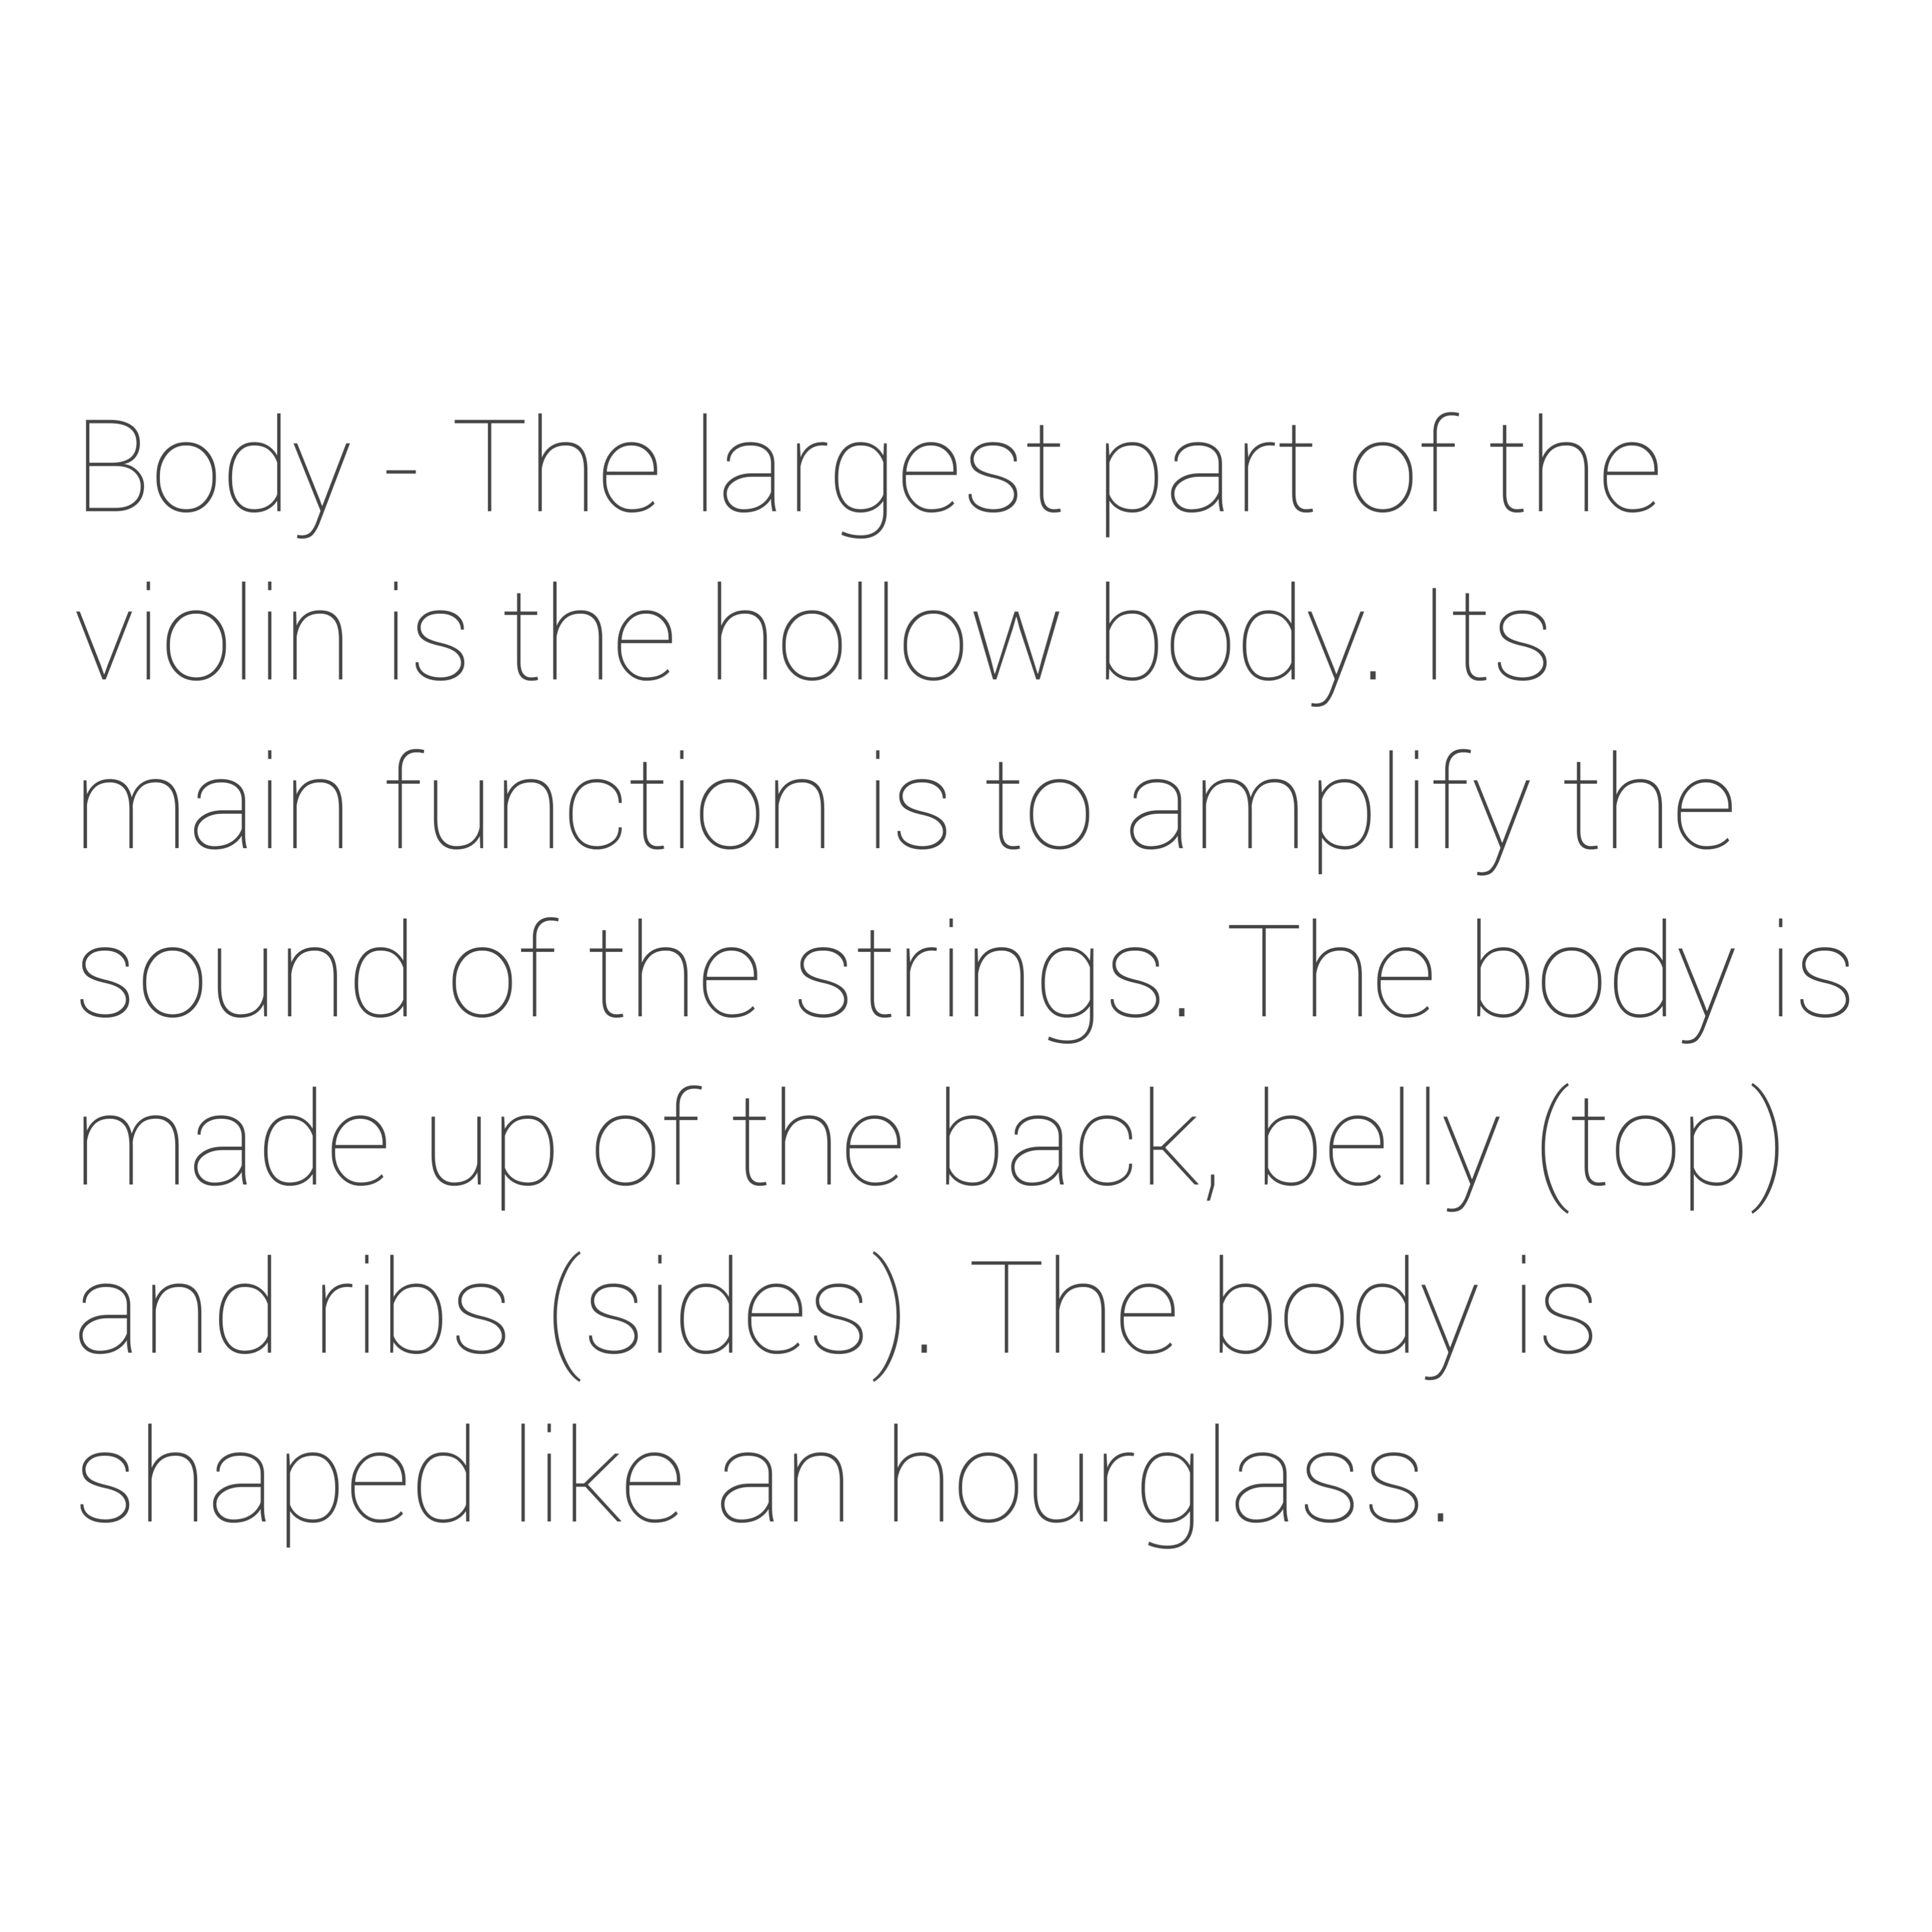 Body - The largest part of the
violin is the hollow body. Its
main function is to amplify the
sound of the strings. The body is
made up of the back, belly (top)
and ribs (sides). The body is
shaped like an hourglass.